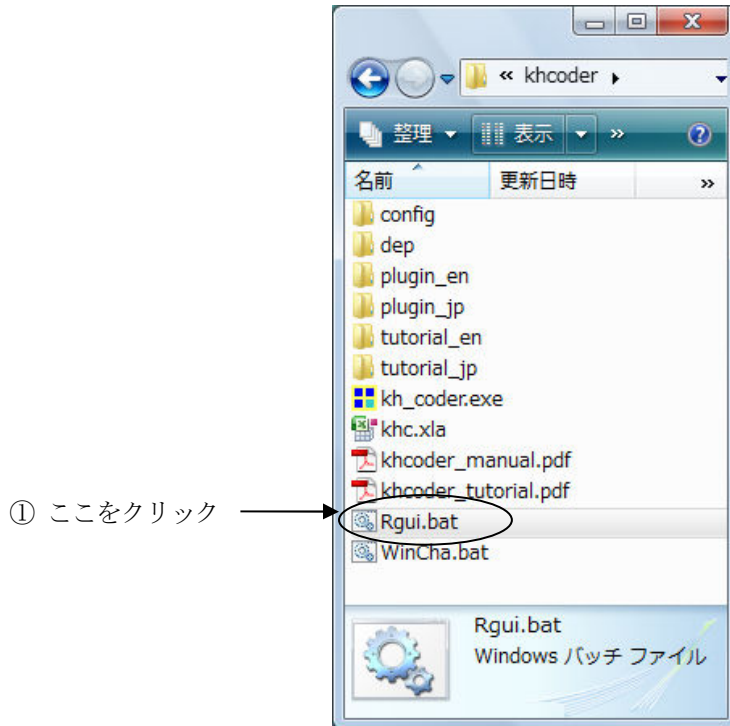 « khcoder
整理 表示 »
名前 更新日時 »
config
dep
plugin_en
plugin_jp
tutorial_en
tutorial_jp
kh_coder.exe
khc.xla
khcoder_manual.pdf
khcoder_tutorial.pdf
① ここをクリック
Rgui.bat
WinCha.bat
Rgui.bat
Windows バッチ ファイル